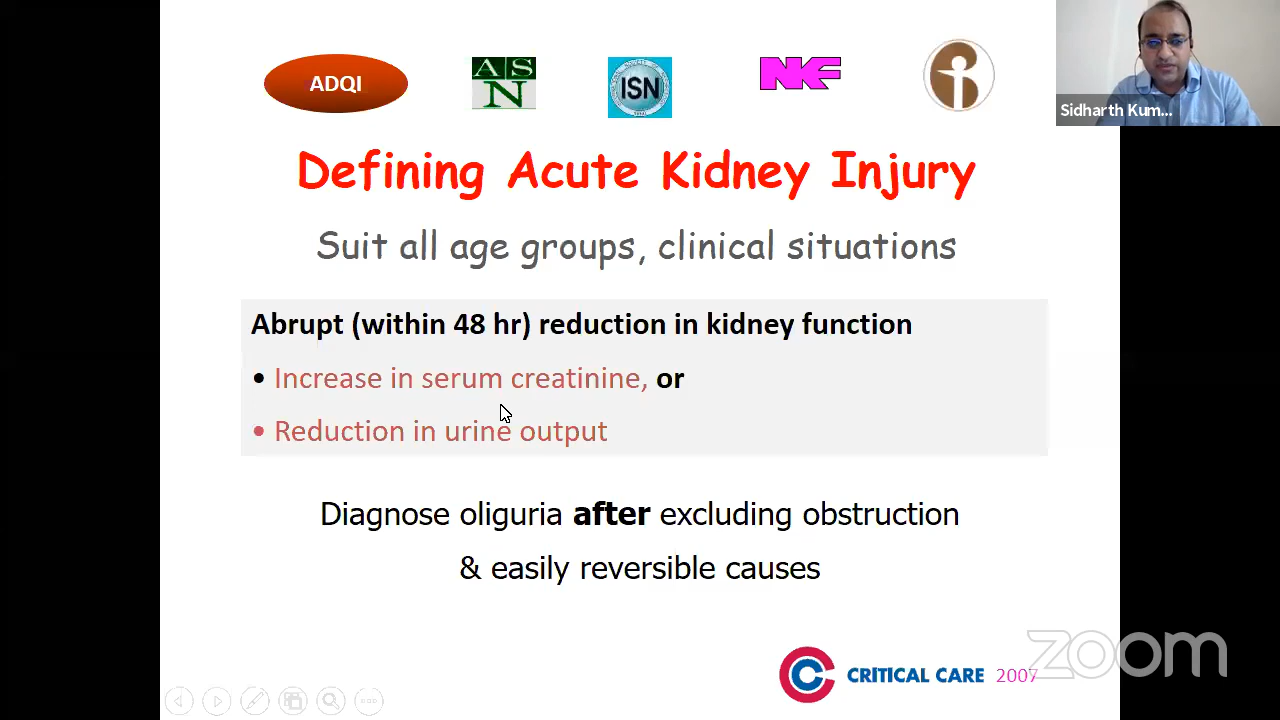 ADQI
ASN
ISN
NKF
Sidharth Kum...
Defining Acute Kidney Injury
Suit all age groups, clinical situations
Abrupt (within 48 hr) reduction in kidney function
• Increase in serum creatinine, or
• Reduction in urine output
Diagnose oliguria after excluding obstruction
& easily reversible causes
CRITICAL CARE 2007
zoom